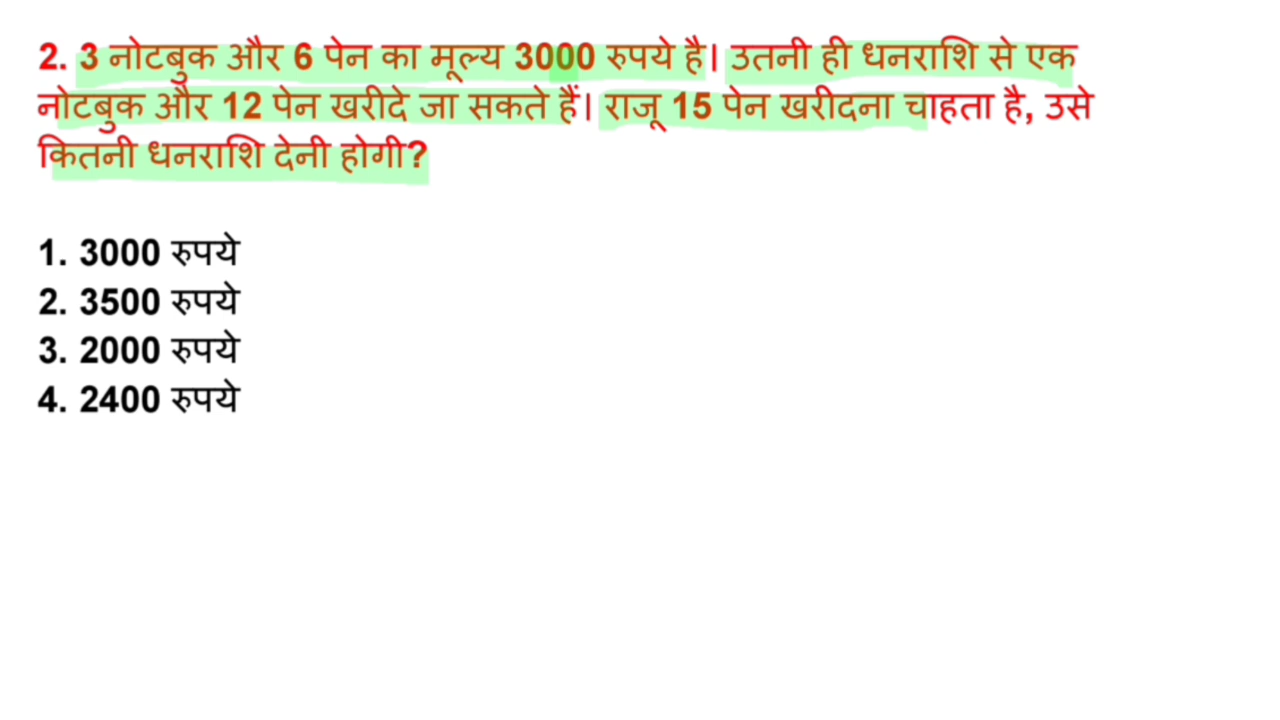 2. 3 नोटबुक और 6 पेन का मूल्य 3000 रुपये है। उतनी ही धनराशि से एक
नोटबुक और 12 पेन खरीदे जा सकते हैं। राजू 15 पेन खरीदना चाहता है, उसे
कितनी धनराशि देनी होगी?
1. 3000 रुपये
2. 3500 रुपये
3. 2000 रुपये
4. 2400 रुपये